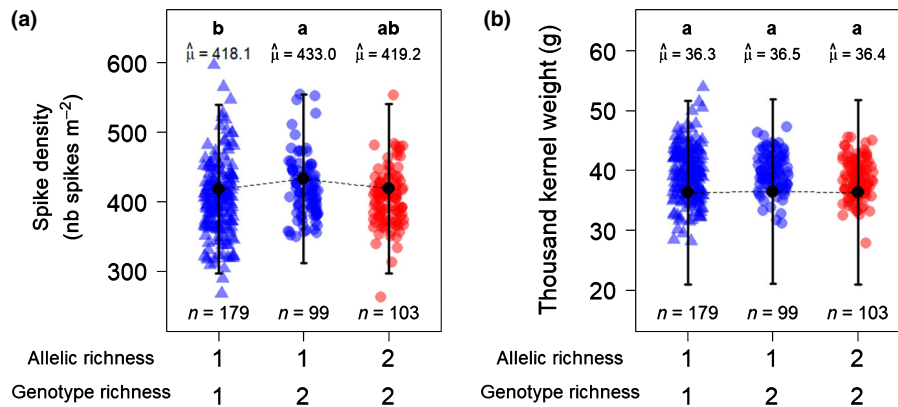 (a)
b a ab
μ̂ = 418.1 μ̂ = 433.0 μ̂ = 419.2
Spike density
(nb spikes m⁻²)
600
500
400
300
n = 179 n = 99 n = 103
Allelic richness 1 1 2
Genotype richness 1 2 2
(b)
a a a
μ̂ = 36.3 μ̂ = 36.5 μ̂ = 36.4
Thousand kernel weight (g)
60
50
40
30
20
n = 179 n = 99 n = 103
Allelic richness 1 1 2
Genotype richness 1 2 2